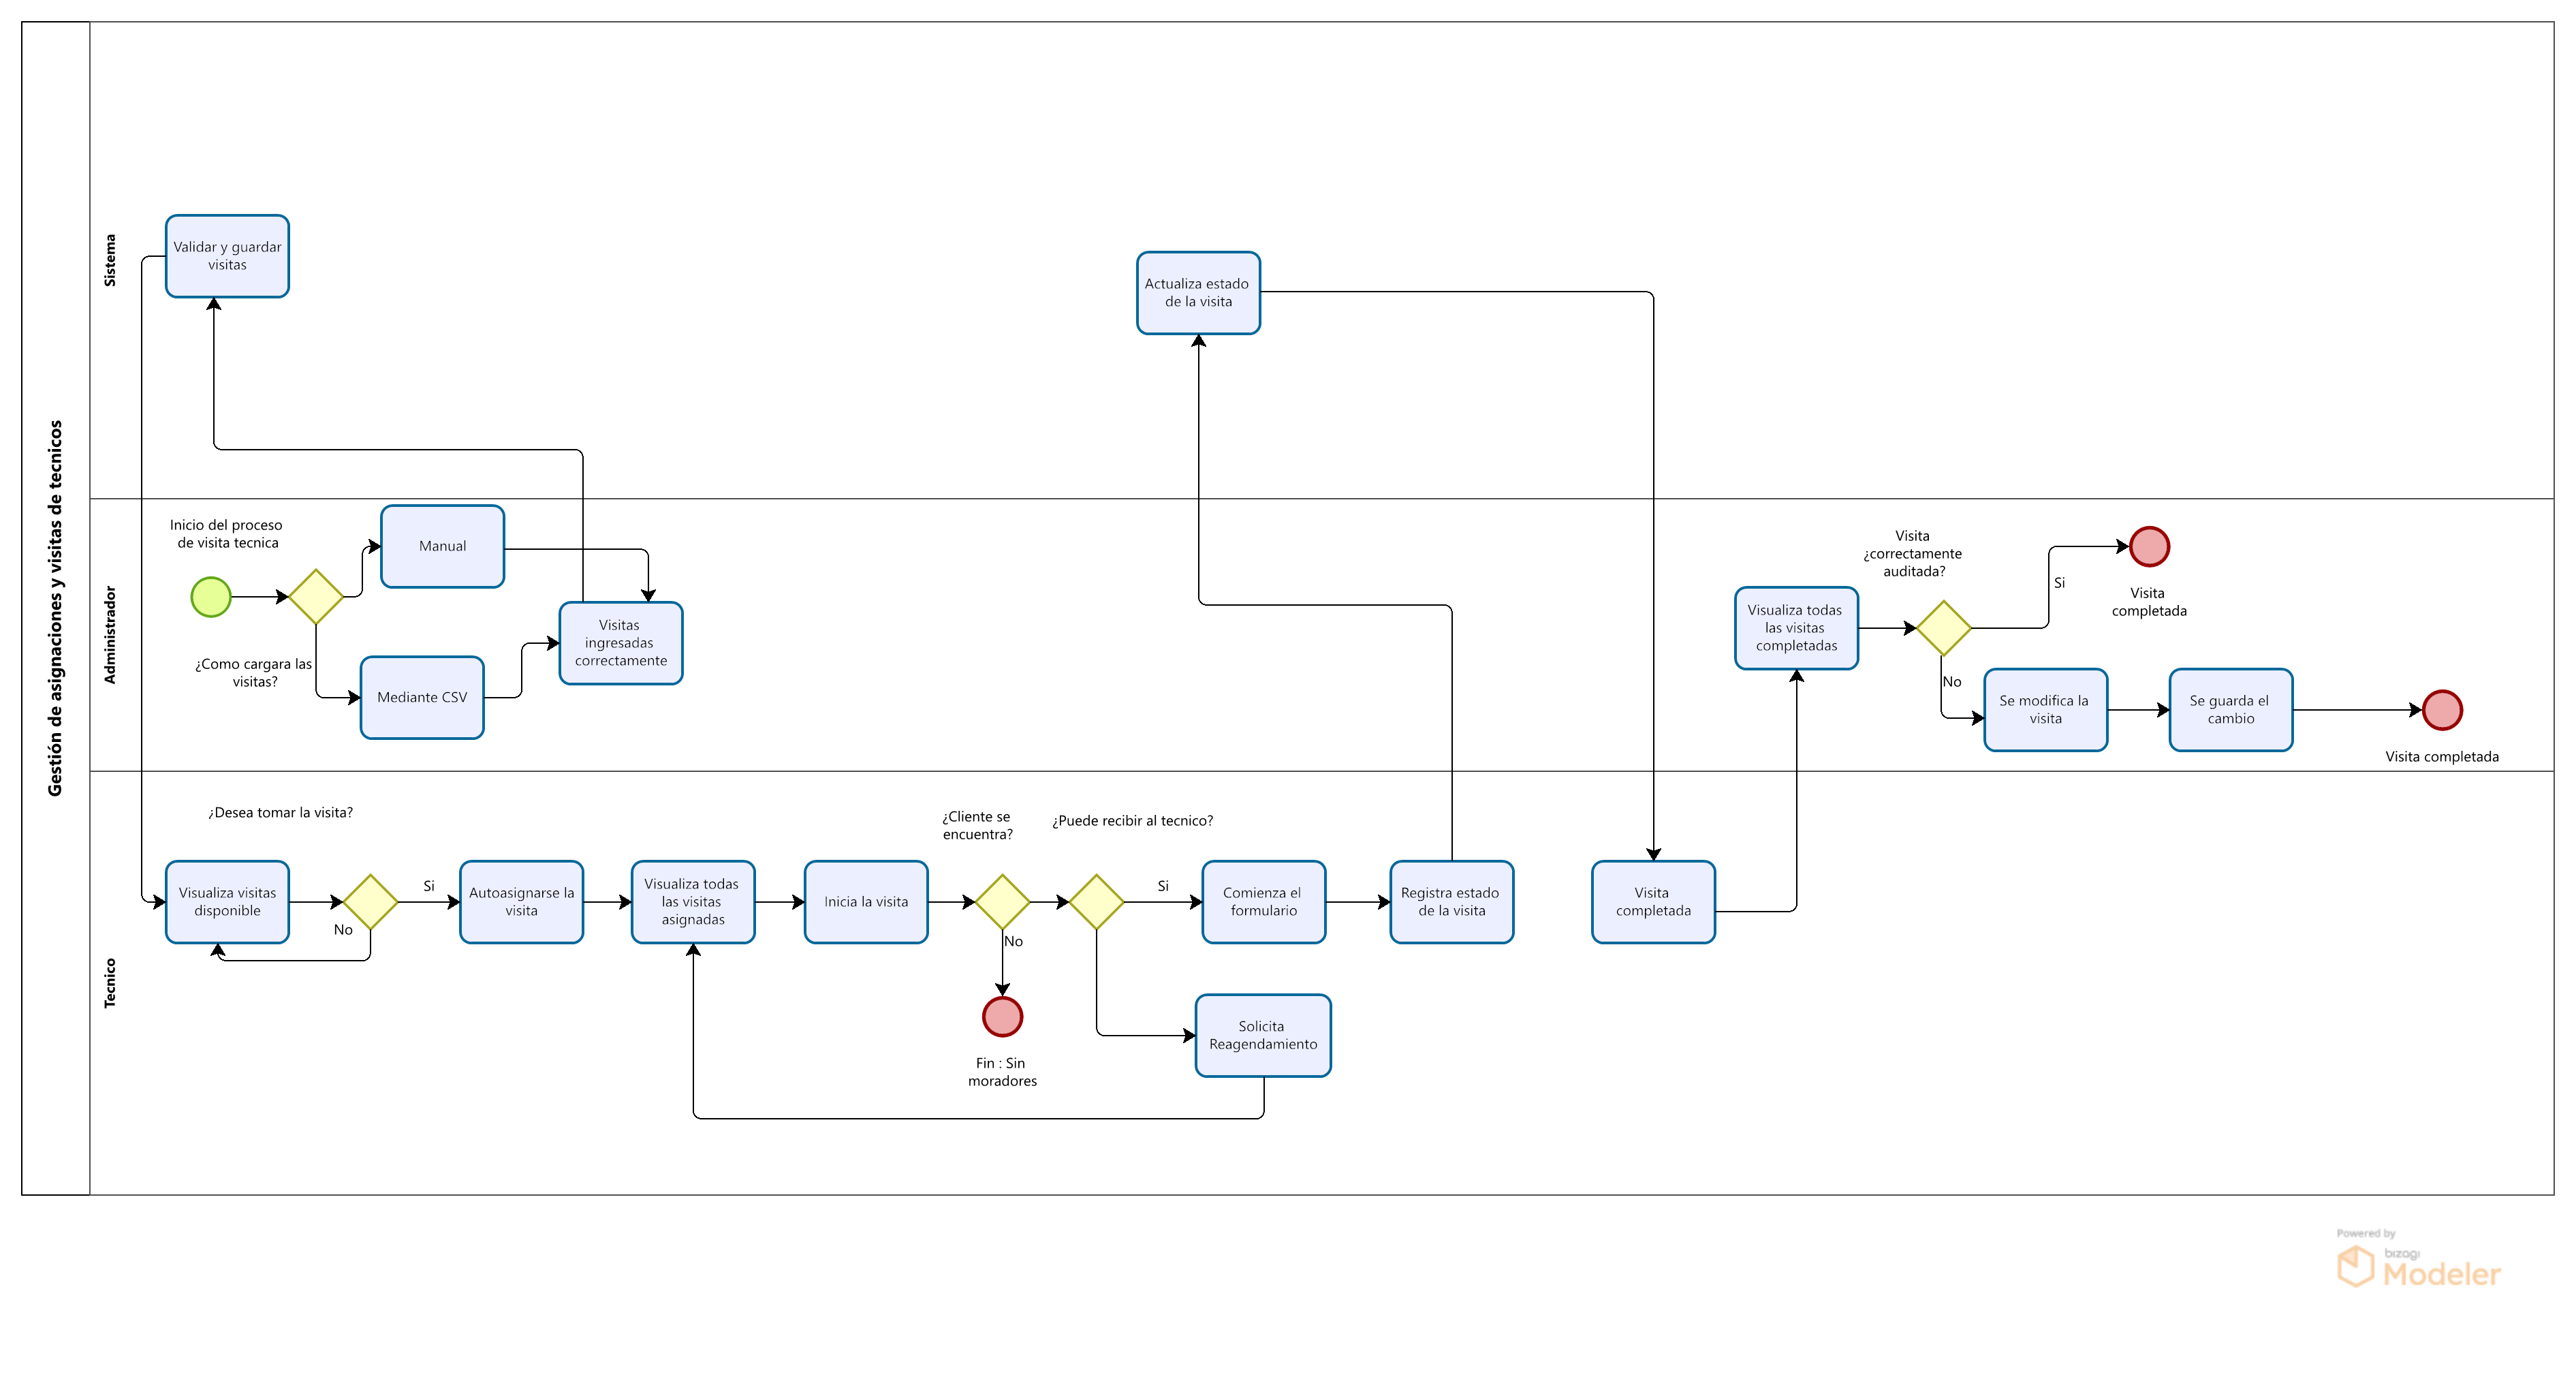 Gestión de asignaciones y visitas de tecnicos
Sistema
Validar y guardar
visitas
Actualiza estado
de la visita
Administrador
Inicio del proceso
de visita tecnica
¿Como cargara las
visitas?
Manual
Mediante CSV
Visitas
ingresadas
correctamente
Visualiza todas
las visitas
completadas
Visita
¿correctamente
auditada?
Si
Visita
completada
No
Se modifica la
visita
Se guarda el
cambio
Visita completada
Tecnico
¿Desea tomar la visita?
Visualiza visitas
disponible
No
Si
Autoasignarse la
visita
Visualiza todas
las visitas
asignadas
Inicia la visita
¿Cliente se
encuentra?
No
Fin : Sin
moradores
¿Puede recibir al tecnico?
Si
Comienza el
formulario
Solicita
Reagendamiento
Registra estado
de la visita
Visita
completada
Powered by
bizagi
Modeler